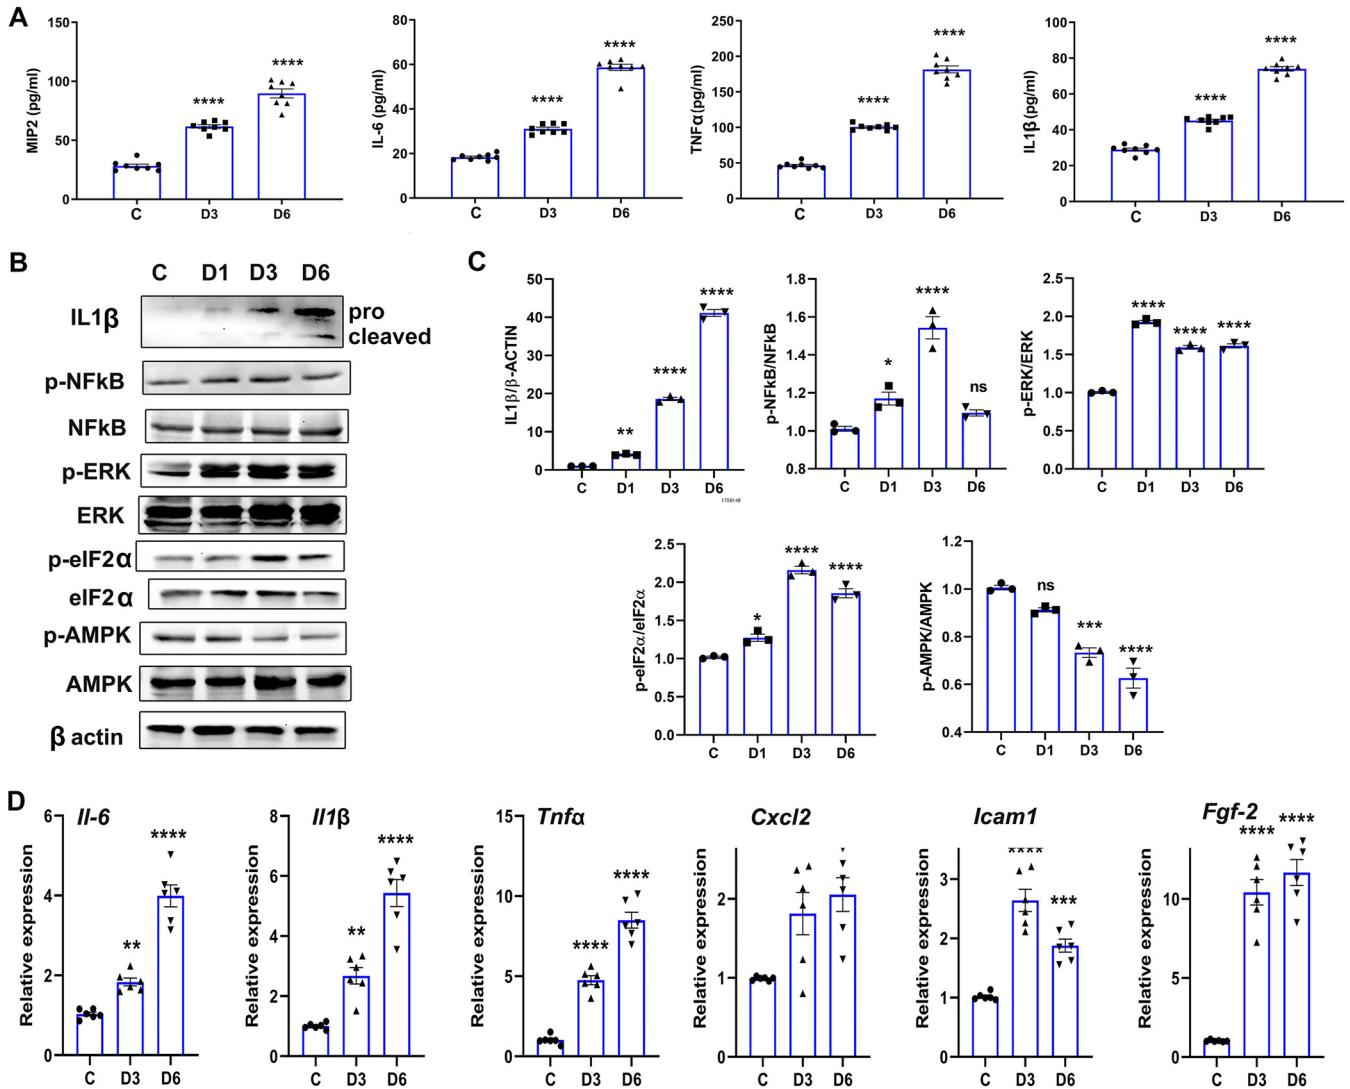 A
MIP2 (pg/ml)
150
100
50
0
****
****
C
D3
D6
IL-6 (pg/ml)
80
60
40
20
0
****
****
C
D3
D6
TNFα(pg/ml)
250
200
150
100
50
0
****
****
C
D3
D6
IL1β (pg/ml)
100
80
60
40
20
0
****
****
C
D3
D6
B
C D1 D3 D6
IL1β
pro
cleaved
p-NFkB
NFkB
p-ERK
ERK
p-eIF2α
eIF2α
p-AMPK
AMPK
β actin
C
IL1β/β-ACTIN
50
40
30
20
10
0
**
****
****
C
D1
D3
D6
1759148
p-NFkB/NFkB
1.8
1.6
1.4
1.2
1.0
0.8
*
****
ns
C
D1
D3
D6
p-ERK/ERK
2.5
2.0
1.5
1.0
0.5
0.0
****
****
****
C
D1
D3
D6
p-eIF2α/eIF2α
2.5
2.0
1.5
1.0
0.5
0.0
*
****
****
C
D1
D3
D6
p-AMPK/AMPK
1.2
1.0
0.8
0.6
0.4
ns
***
****
C
D1
D3
D6
D
Il-6
Relative expression
6
4
2
0
**
****
C
D3
D6
Il1β
Relative expression
8
6
4
2
0
**
****
C
D3
D6
Tnfα
Relative expression
15
10
5
0
****
****
C
D3
D6
Cxcl2
Relative expression
2
1
0
C
D3
D6
Icam1
Relative expression
3
2
1
0
****
***
C
D3
D6
Fgf-2
Relative expression
10
5
0
****
****
C
D3
D6